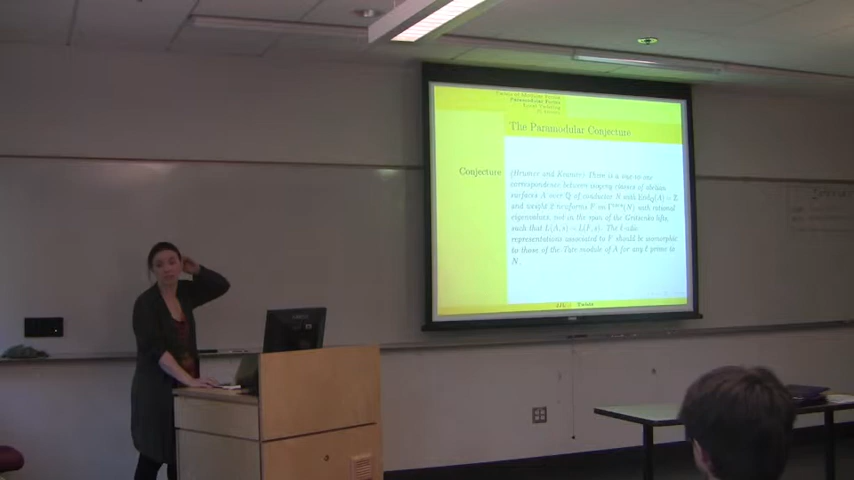 Paramodular Forms
The Paramodular Conjecture
Conjecture (Brumer and Kramer) There is a one-to-one
correspondence between isogeny classes of abelian
surfaces A over Q of conductor N with End_Q(A) = Z
and weight 2 newforms F on Γ^para(N) with rational
eigenvalues, not in the span of the Gritsenko lifts,
such that L(A, s) = L(F, s). The ℓ-adic
representations associated to F should be isomorphic
to those of the Tate module of A for any ℓ prime to
N.